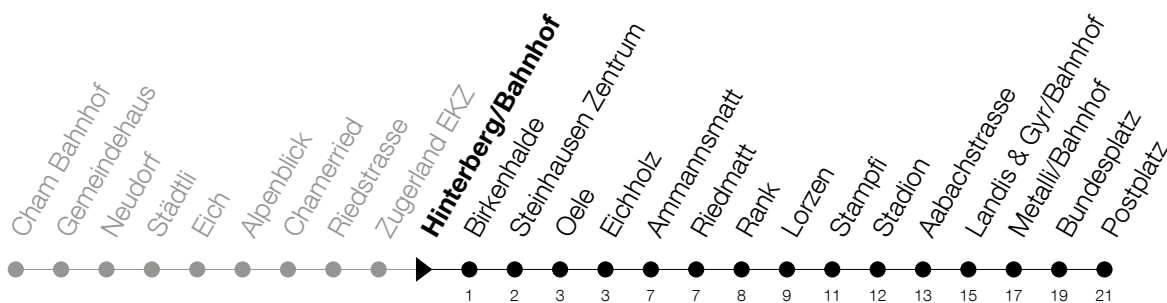 Cham Bahnhof
Gemeindehaus
Neudorf
Städtli
Eich
Alpenblick
Chamerried
Riedstrasse
Zugerland EKZ
Hinterberg/Bahnhof
Birkenhalde
Steinhausen Zentrum
Oele
Eichholz
Ammannsmatt
Riedmatt
Rank
Lorzen
Stampfi
Stadion
Aabachstrasse
Landis & Gyr/Bahnhof
Metalli/Bahnhof
Bundesplatz
Postplatz
1 2 3 3 7 7 8 9 11 12 13 15 17 19 21